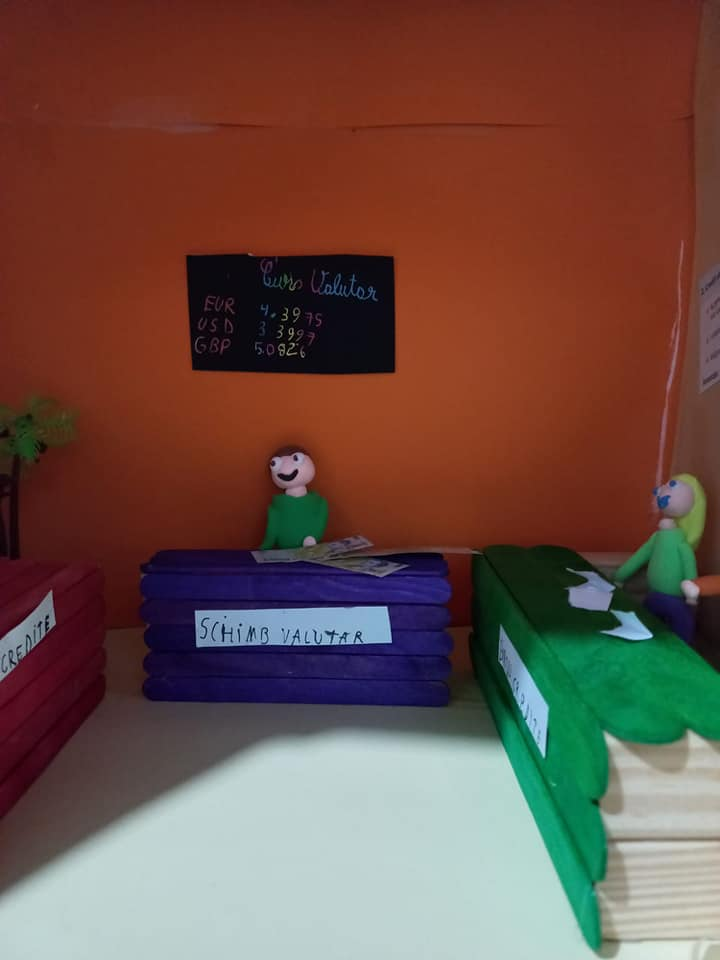 Curs Valutar
EUR 4.3975
USD 3.3997
GBP 5.0826
CREDITE
SCHIMB VALUTAR